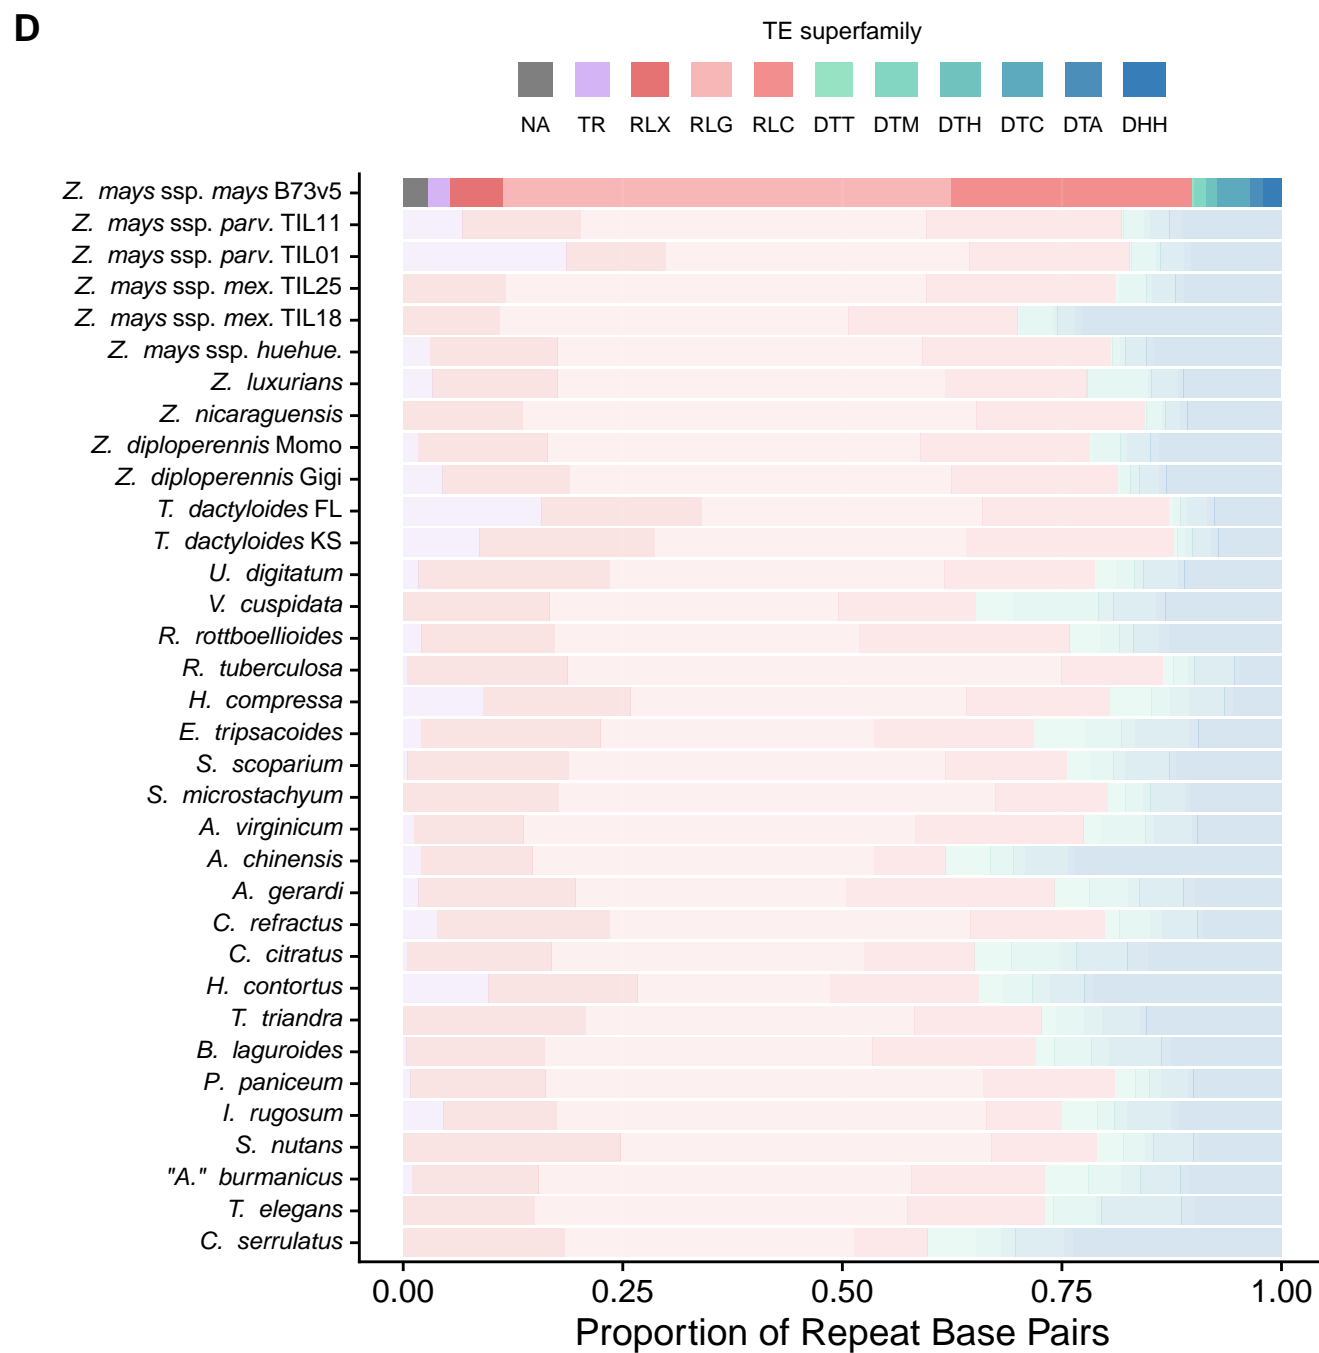 D
TE superfamily
NA TR RLX RLG RLC DTT DTM DTH DTC DTA DHH
Z. mays ssp. mays B73v5
Z. mays ssp. parv. TIL11
Z. mays ssp. parv. TIL01
Z. mays ssp. mex. TIL25
Z. mays ssp. mex. TIL18
Z. mays ssp. huehue.
Z. luxurians
Z. nicaraguensis
Z. diploperennis Momo
Z. diploperennis Gigi
T. dactyloides FL
T. dactyloides KS
U. digitatum
V. cuspidata
R. rottboellioides
R. tuberculosa
H. compressa
E. tripsacoides
S. scoparium
S. microstachyum
A. virginicum
A. chinensis
A. gerardi
C. refractus
C. citratus
H. contortus
T. triandra
B. laguroides
P. paniceum
I. rugosum
S. nutans
"A." burmanicus
T. elegans
C. serrulatus
0.00 0.25 0.50 0.75 1.00
Proportion of Repeat Base Pairs